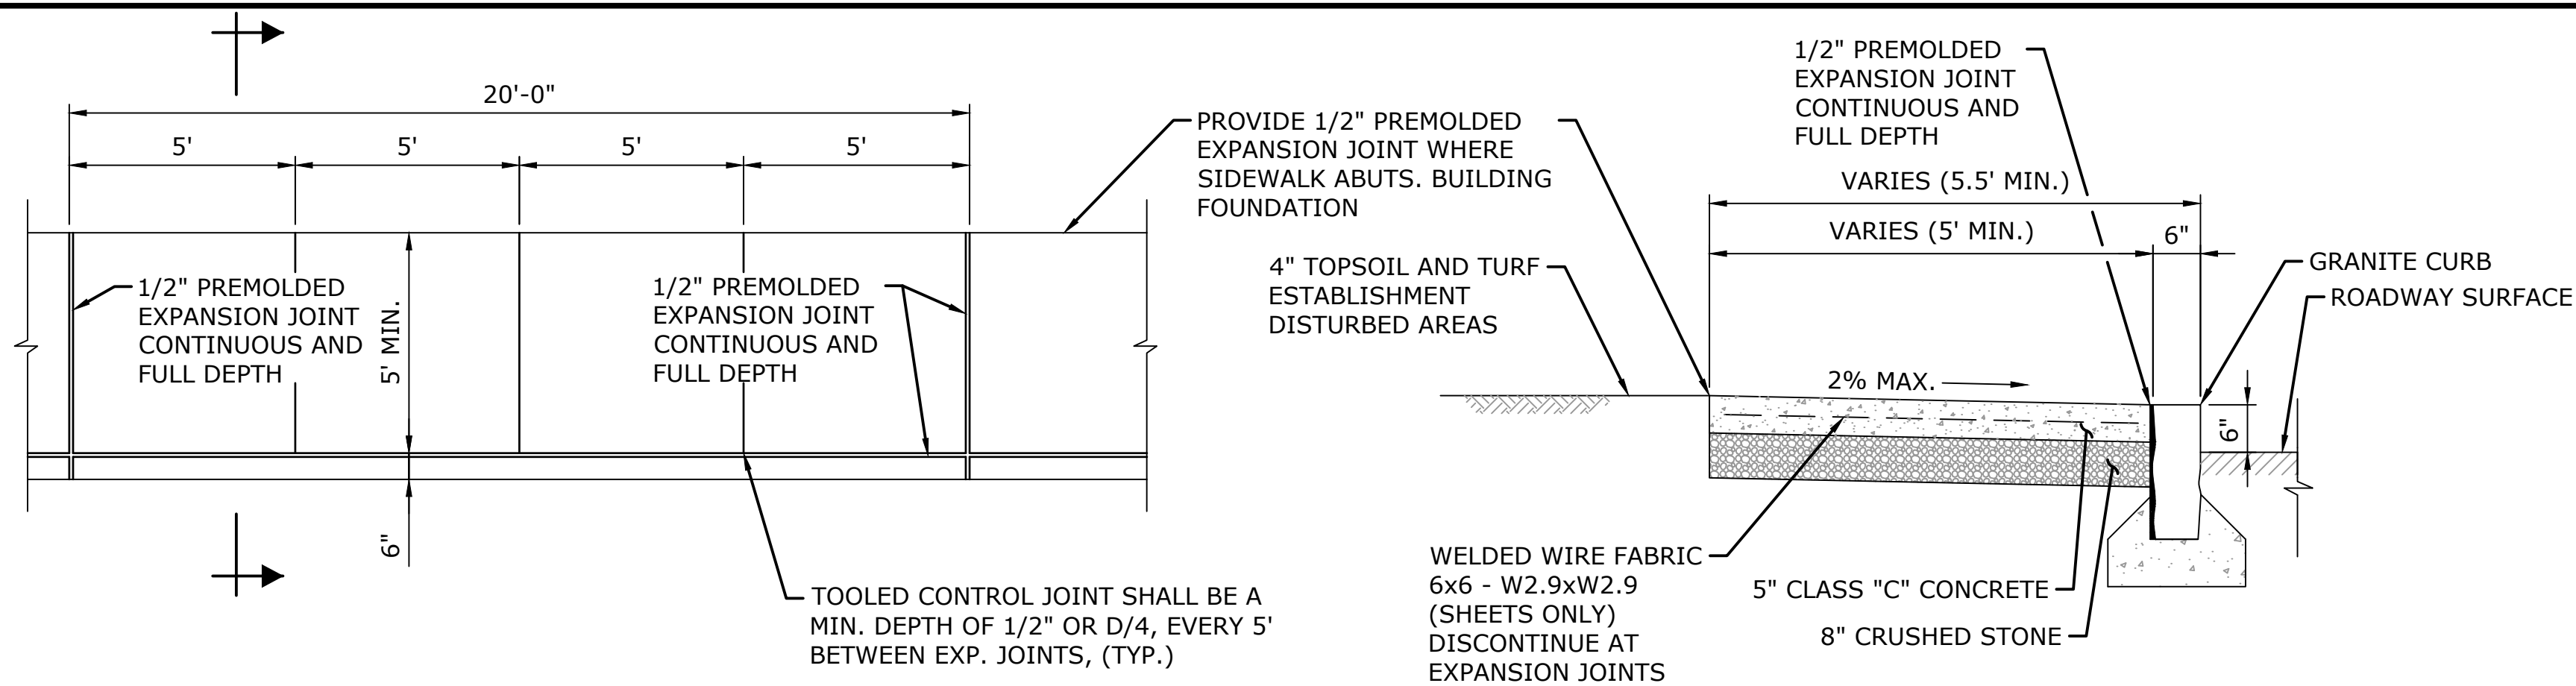 20'-0"
5'
5'
5'
5'
1/2" PREMOLDED
EXPANSION JOINT
CONTINUOUS AND
FULL DEPTH
5' MIN.
1/2" PREMOLDED
EXPANSION JOINT
CONTINUOUS AND
FULL DEPTH
6"
TOOLED CONTROL JOINT SHALL BE A
MIN. DEPTH OF 1/2" OR D/4, EVERY 5'
BETWEEN EXP. JOINTS, (TYP.)
PROVIDE 1/2" PREMOLDED
EXPANSION JOINT WHERE
SIDEWALK ABUTS. BUILDING
FOUNDATION
4" TOPSOIL AND TURF
ESTABLISHMENT
DISTURBED AREAS
1/2" PREMOLDED
EXPANSION JOINT
CONTINUOUS AND
FULL DEPTH
VARIES (5.5' MIN.)
VARIES (5' MIN.)
6"
GRANITE CURB
ROADWAY SURFACE
2% MAX.
6"
WELDED WIRE FABRIC
6x6 - W2.9xW2.9
(SHEETS ONLY)
DISCONTINUE AT
EXPANSION JOINTS
5" CLASS "C" CONCRETE
8" CRUSHED STONE